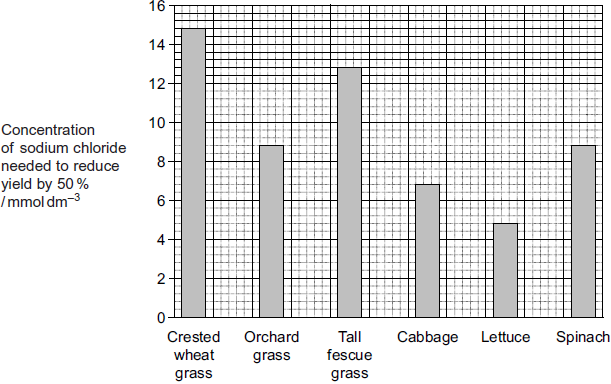 Concentration
of sodium chloride
needed to reduce
yield by 50 %
/ mmol dm–3
16
14
12
10
8
6
4
2
0
Crested
wheat
grass
Orchard
grass
Tall
fescue
grass
Cabbage
Lettuce
Spinach